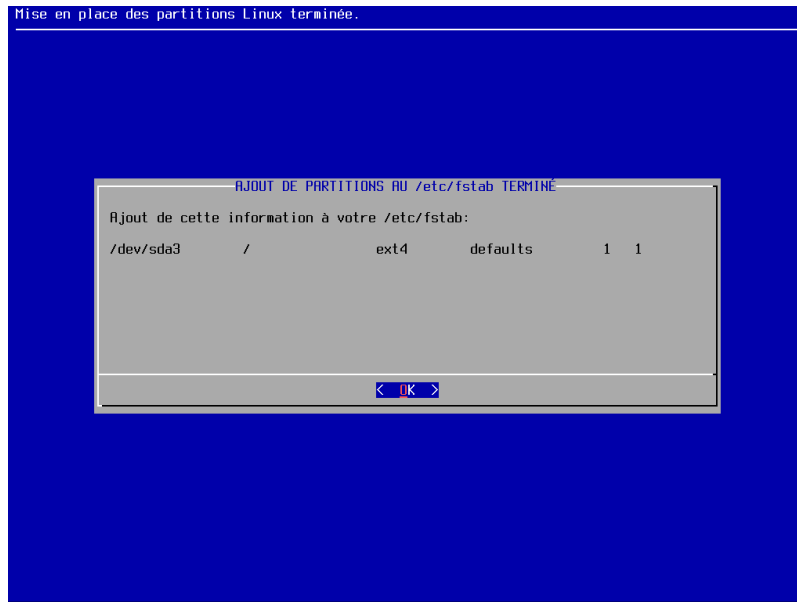 Mise en place des partitions Linux terminée.
AJOUT DE PARTITIONS AU /etc/fstab TERMINÉ
Ajout de cette information à votre /etc/fstab:
/dev/sda3 / ext4 defaults 1 1
< OK >